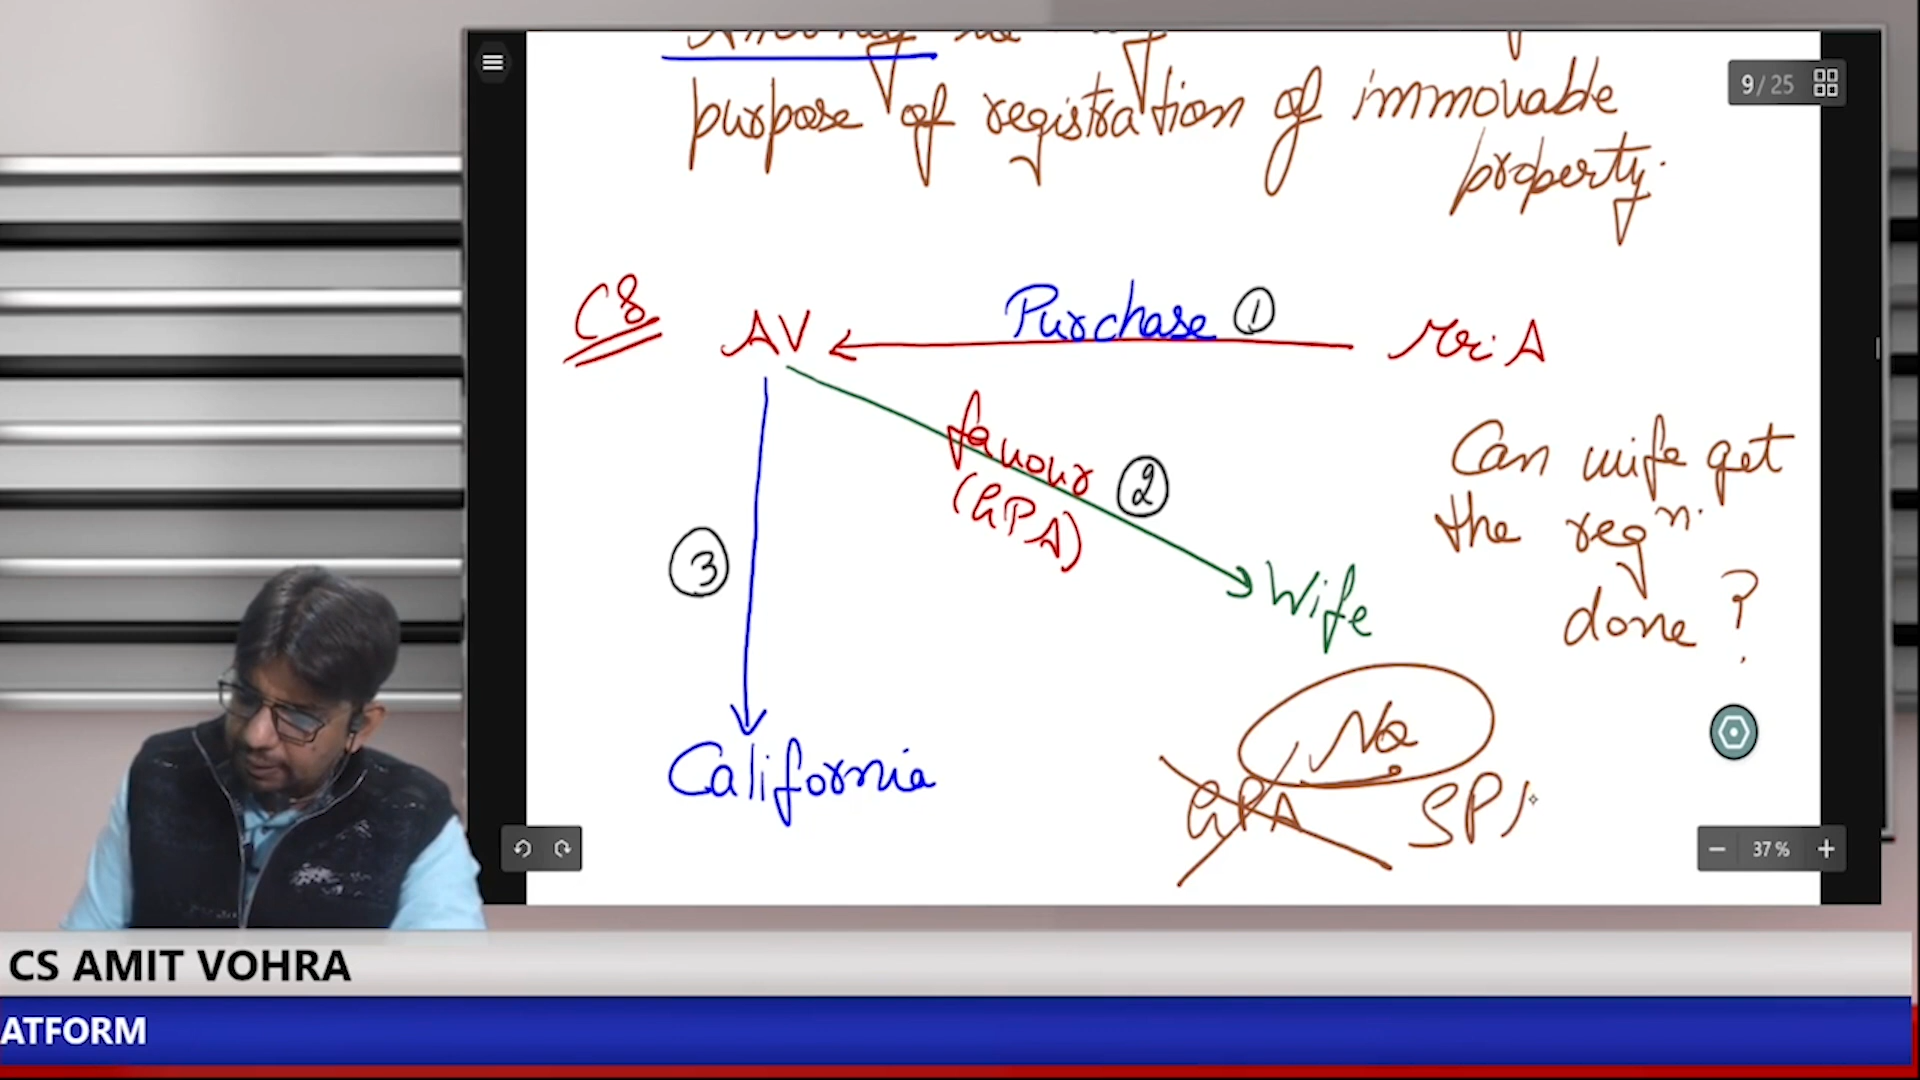 purpose of registration of immovable
property.
9 / 25
CS
AV
Purchase ①
Mr. A
favour
(GPA)
②
Can wife get
the regⁿ.
done ?
③
Wife
No
California
GPA
SPA
37 %
CS AMIT VOHRA
ATFORM